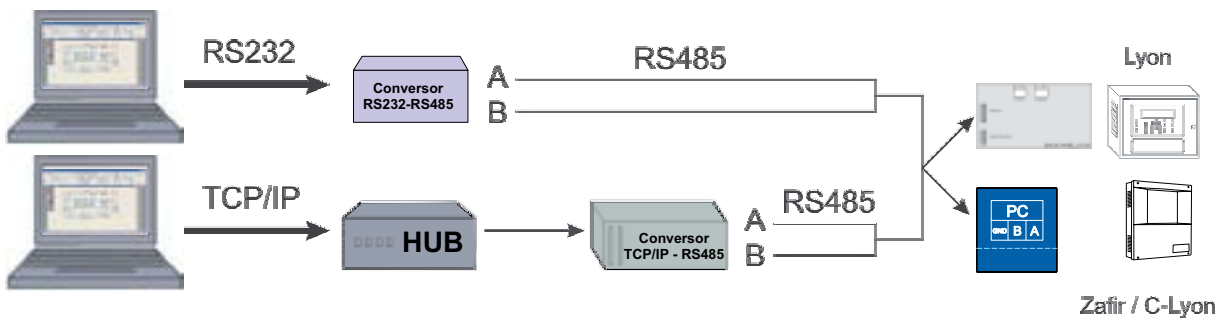 RS232
Conversor
RS232-RS485
A
B
RS485
Lyon
TCP/IP
HUB
Conversor
TCP/IP - RS485
A
B
RS485
PC
GND B A
Zafir / C-Lyon